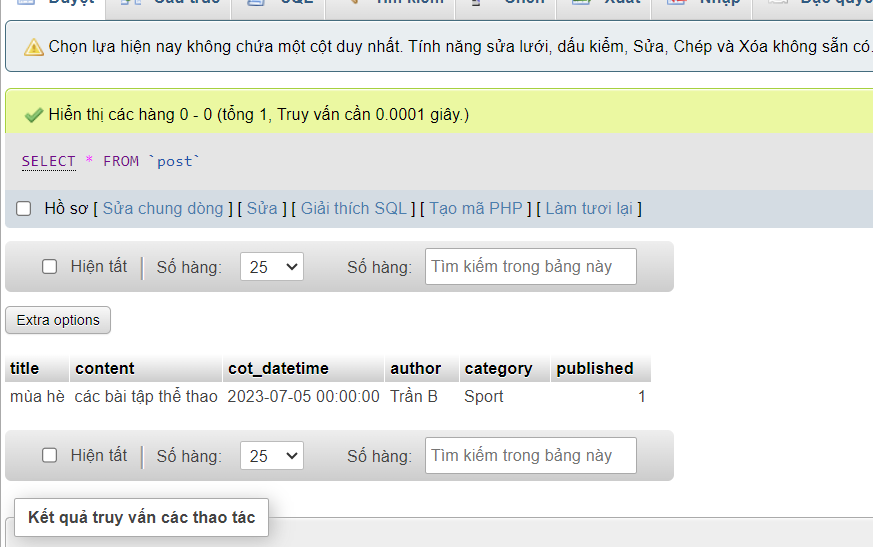 Duyệt Cấu trúc SQL Tìm kiếm Chèn Xuất Nhập Đặc quyề
Chọn lựa hiện nay không chứa một cột duy nhất. Tính năng sửa lưới, dấu kiểm, Sửa, Chép và Xóa không sẵn có.
Hiển thị các hàng 0 - 0 (tổng 1, Truy vấn cần 0.0001 giây.)
SELECT * FROM `post`
Hồ sơ [ Sửa chung dòng ] [ Sửa ] [ Giải thích SQL ] [ Tạo mã PHP ] [ Làm tươi lại ]
Hiện tất Số hàng: 25 Số hàng: Tìm kiếm trong bảng này
Extra options
title content cot_datetime author category published
mùa hè các bài tập thể thao 2023-07-05 00:00:00 Trần B Sport 1
Hiện tất Số hàng: 25 Số hàng: Tìm kiếm trong bảng này
Kết quả truy vấn các thao tác